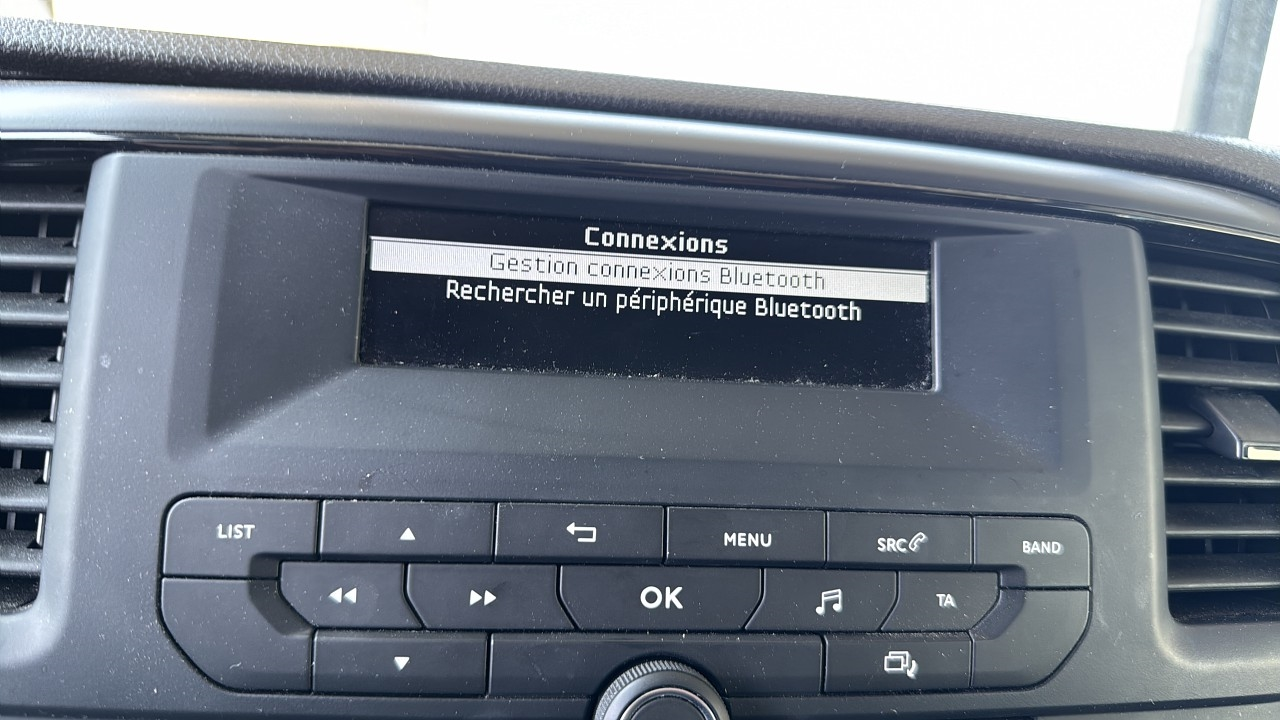 Connexions
Gestion connexions Bluetooth
Rechercher un périphérique Bluetooth
LIST
MENU
SRC
BAND
OK
TA